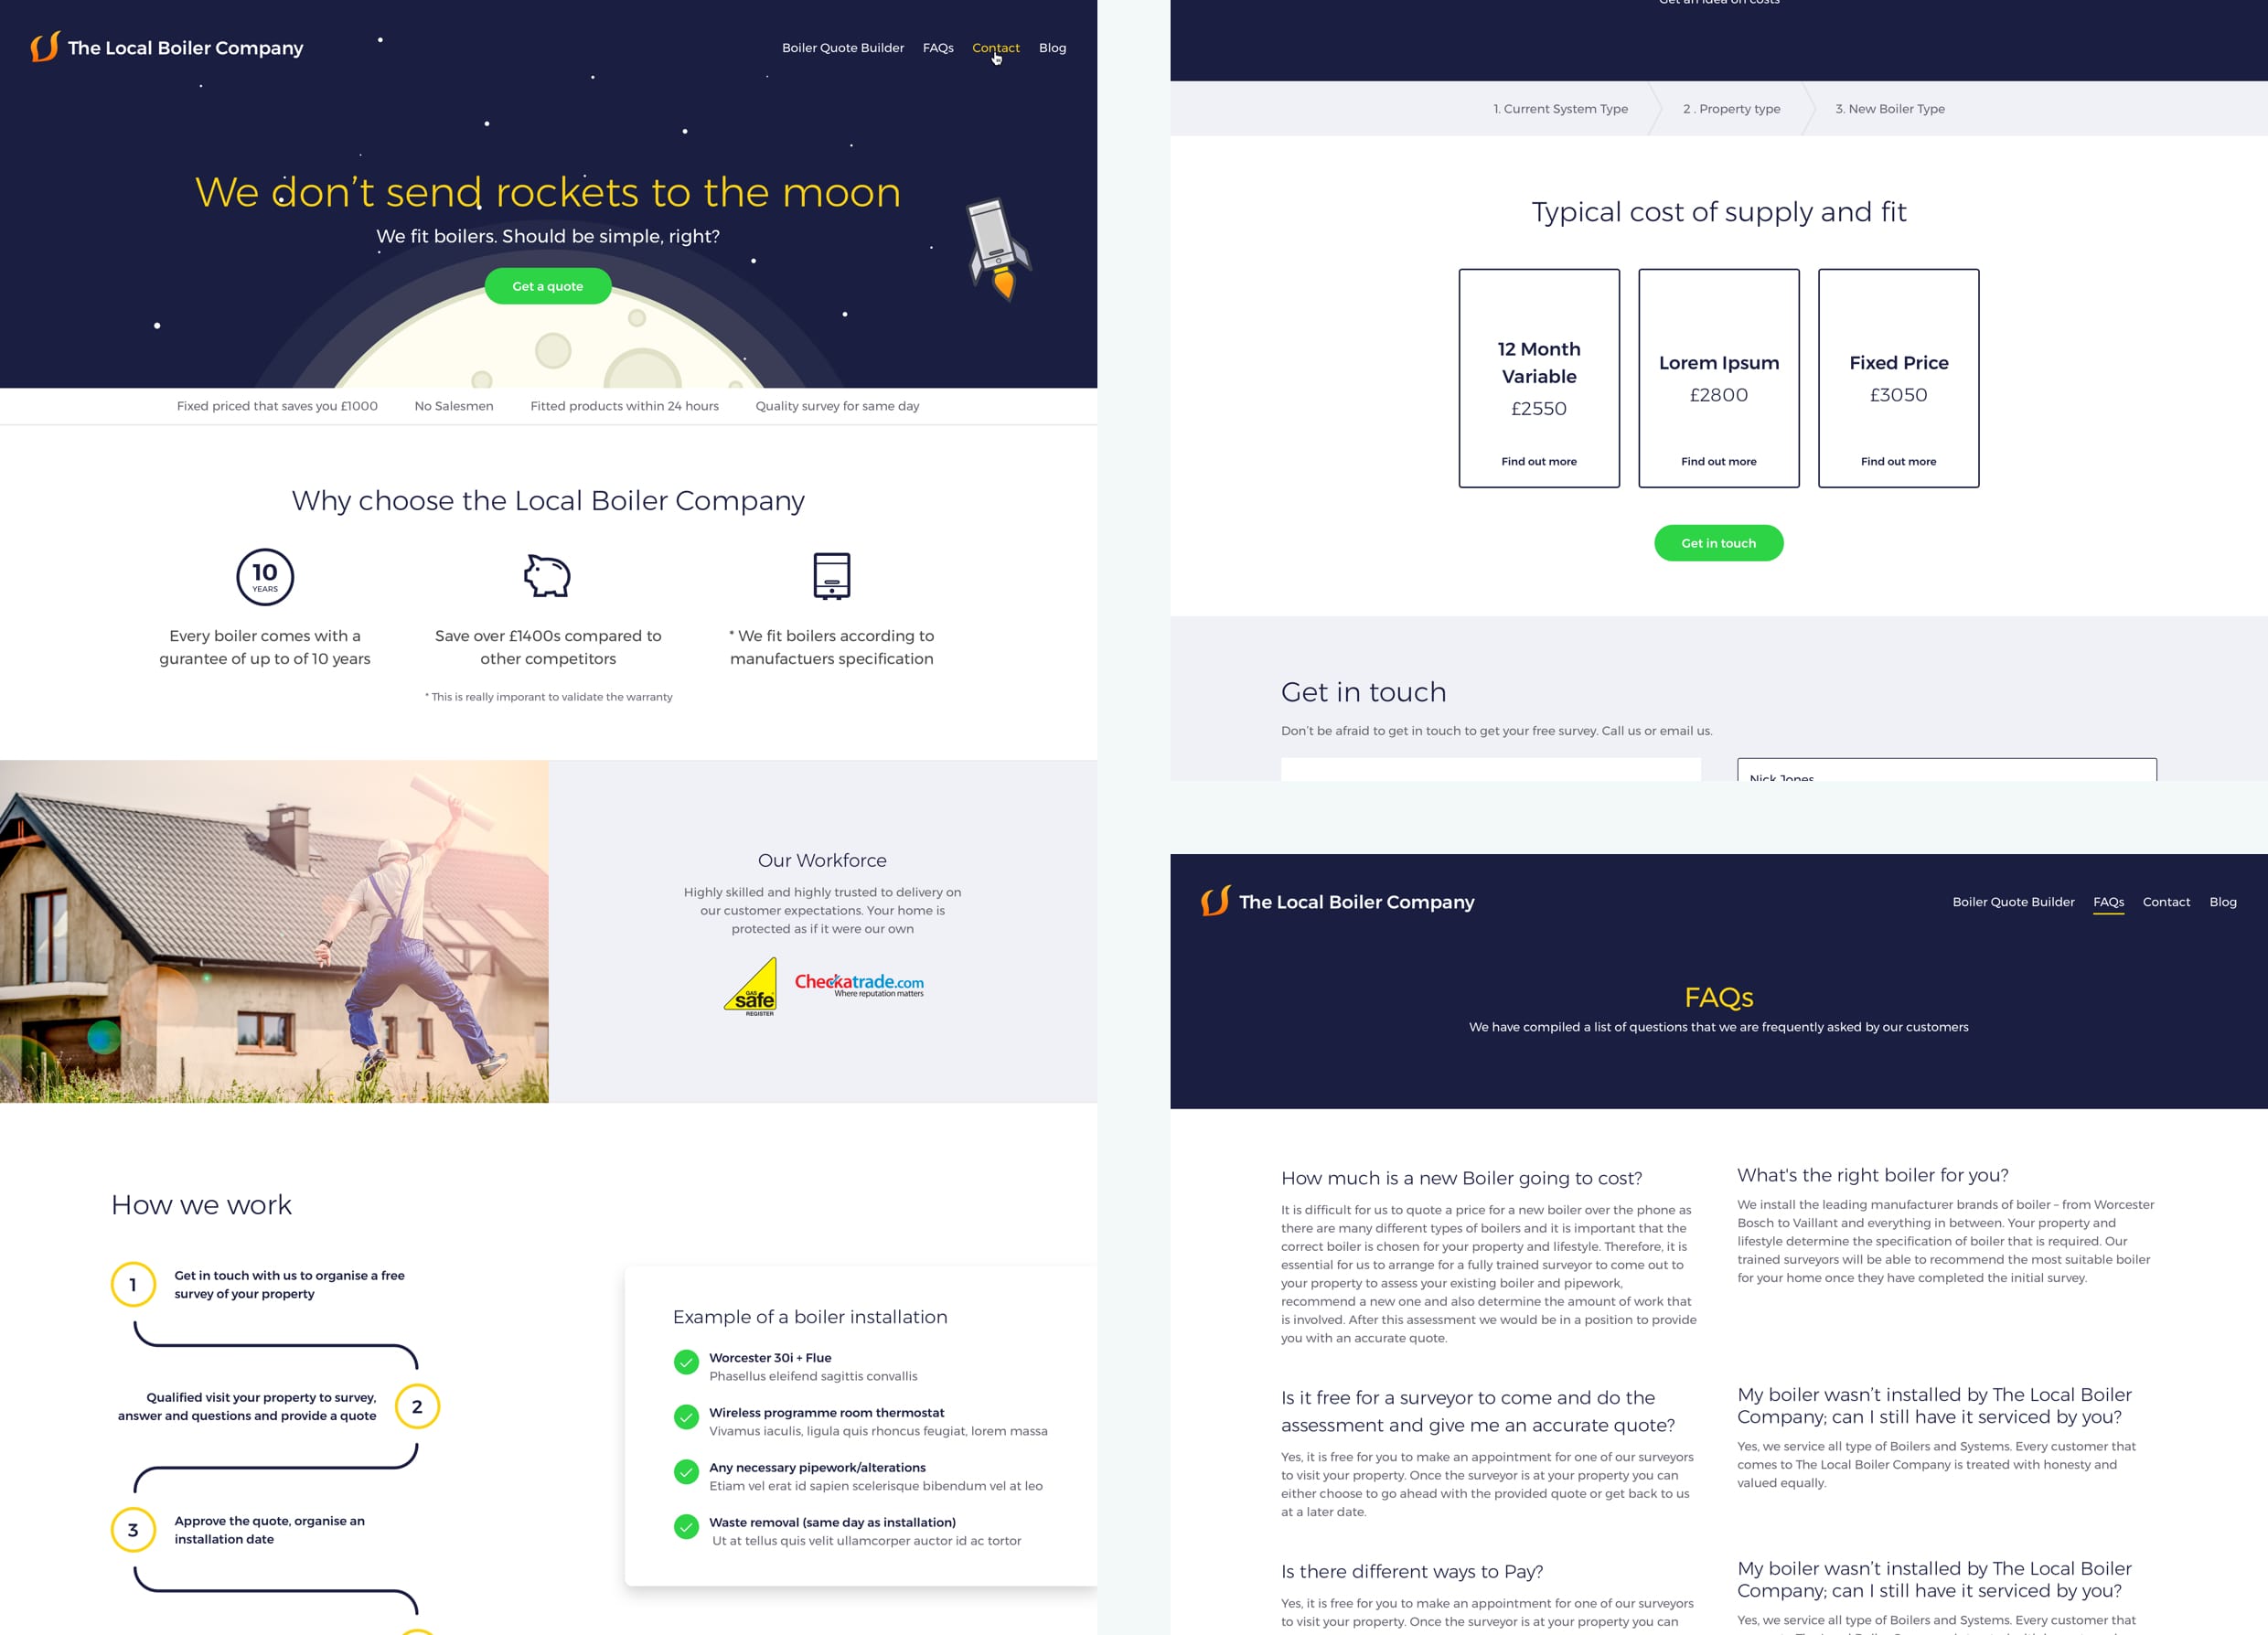 The Local Boiler Company
Boiler Quote Builder
FAQs
Contact
Blog
We don't send rockets to the moon
We fit boilers. Should be simple, right?
Get a quote
Fixed priced that saves you £1000
No Salesmen
Fitted products within 24 hours
Quality survey for same day
Why choose the Local Boiler Company
10
YEARS
Every boiler comes with a
gurantee of up to of 10 years
Save over £1400s compared to
other competitors
* We fit boilers according to
manufactuers specification
* This is really imporant to validate the warranty
Our Workforce
Highly skilled and highly trusted to delivery on
our customer expectations. Your home is
protected as if it were our own
GAS
safe
REGISTER
Checkatrade.com
Where reputation matters
How we work
1
Get in touch with us to organise a free
survey of your property
Qualified visit your property to survey,
answer and questions and provide a quote
2
3
Approve the quote, organise an
installation date
Example of a boiler installation
Worcester 30i + Flue
Phasellus eleifend sagittis convallis
Wireless programme room thermostat
Vivamus iaculis, ligula quis rhoncus feugiat, lorem massa
Any necessary pipework/alterations
Etiam vel erat id sapien scelerisque bibendum vel at leo
Waste removal (same day as installation)
Ut at tellus quis velit ullamcorper auctor id ac tortor
Get an idea on costs
1. Current System Type
2 . Property type
3. New Boiler Type
Typical cost of supply and fit
12 Month
Variable
£2550
Find out more
Lorem Ipsum
£2800
Find out more
Fixed Price
£3050
Find out more
Get in touch
Get in touch
Don't be afraid to get in touch to get your free survey. Call us or email us.
Nick Jones
The Local Boiler Company
Boiler Quote Builder
FAQs
Contact
Blog
FAQs
We have compiled a list of questions that we are frequently asked by our customers
How much is a new Boiler going to cost?
It is difficult for us to quote a price for a new boiler over the phone as
there are many different types of boilers and it is important that the
correct boiler is chosen for your property and lifestyle. Therefore, it is
essential for us to arrange for a fully trained surveyor to come out to
your property to assess your existing boiler and pipework,
recommend a new one and also determine the amount of work that
is involved. After this assessment we would be in a position to provide
you with an accurate quote.
What's the right boiler for you?
We install the leading manufacturer brands of boiler – from Worcester
Bosch to Vaillant and everything in between. Your property and
lifestyle determine the specification of boiler that is required. Our
trained surveyors will be able to recommend the most suitable boiler
for your home once they have completed the initial survey.
Is it free for a surveyor to come and do the
assessment and give me an accurate quote?
Yes, it is free for you to make an appointment for one of our surveyors
to visit your property. Once the surveyor is at your property you can
either choose to go ahead with the provided quote or get back to us
at a later date.
My boiler wasn't installed by The Local Boiler
Company; can I still have it serviced by you?
Yes, we service all type of Boilers and Systems. Every customer that
comes to The Local Boiler Company is treated with honesty and
valued equally.
Is there different ways to Pay?
Yes, it is free for you to make an appointment for one of our surveyors
to visit your property. Once the surveyor is at your property you can
My boiler wasn't installed by The Local Boiler
Company; can I still have it serviced by you?
Yes, we service all type of Boilers and Systems. Every customer that